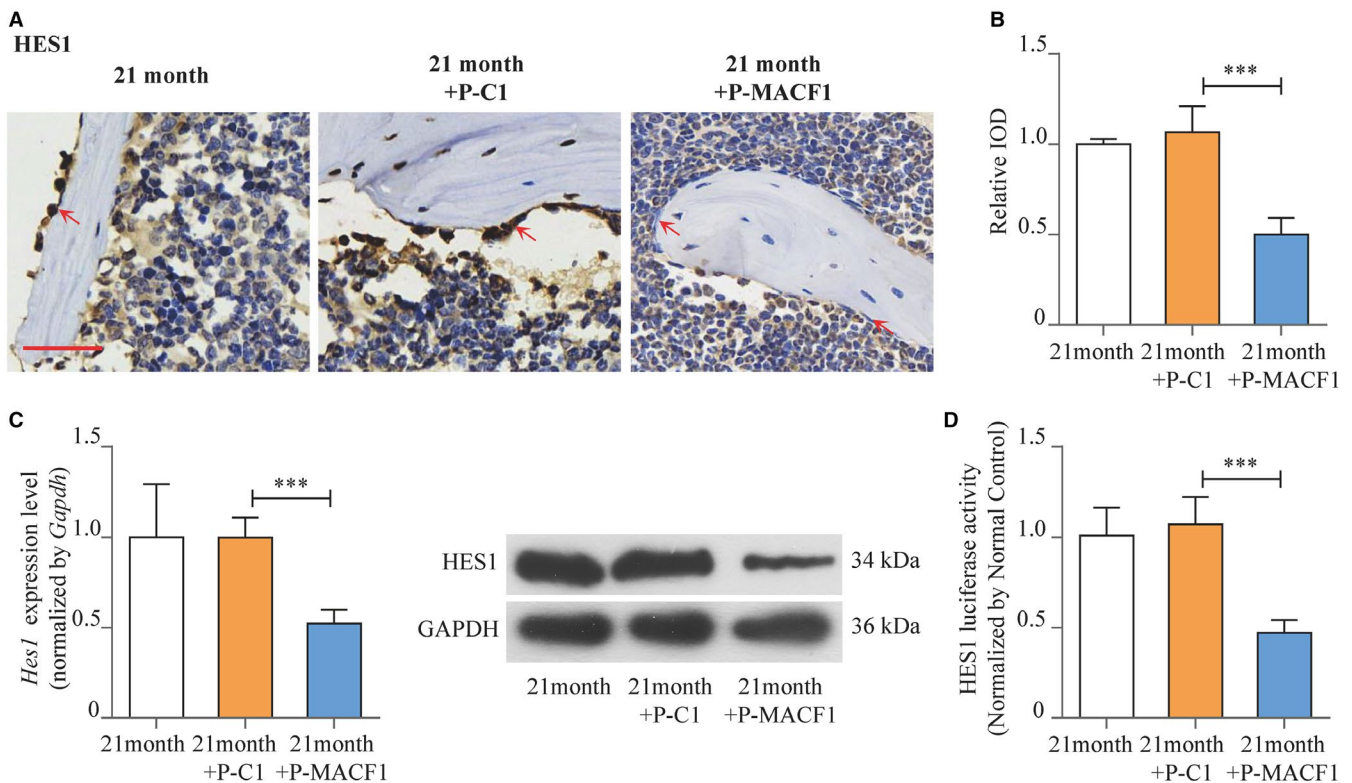 A
HES1
21 month
21 month
+P-C1
21 month
+P-MACF1
B
Relative IOD
1.5
1.0
0.5
0
***
21month
21month
+P-C1
21month
+P-MACF1
C
Hes1 expression level
(normalized by Gapdh)
1.5
1.0
0.5
0
***
21month
21month
+P-C1
21month
+P-MACF1
HES1
34 kDa
GAPDH
36 kDa
21month
21month
+P-C1
21month
+P-MACF1
D
HES1 luciferase activity
(Normalized by Normal Control)
1.5
1.0
0.5
0
***
21month
21month
+P-C1
21month
+P-MACF1